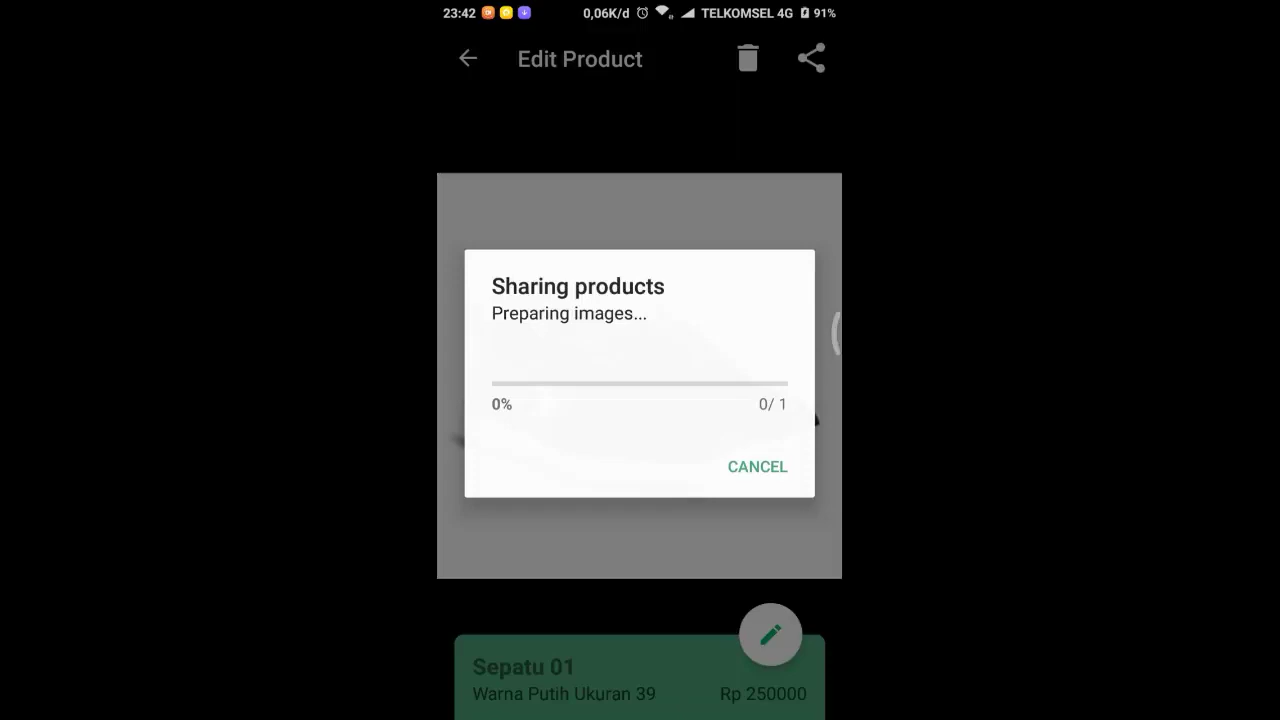 23:42 0,06K/d TELKOMSEL 4G 91%
Edit Product
Sharing products
Preparing images...
0% 0/ 1
CANCEL
Sepatu 01
Warna Putih Ukuran 39 Rp 250000